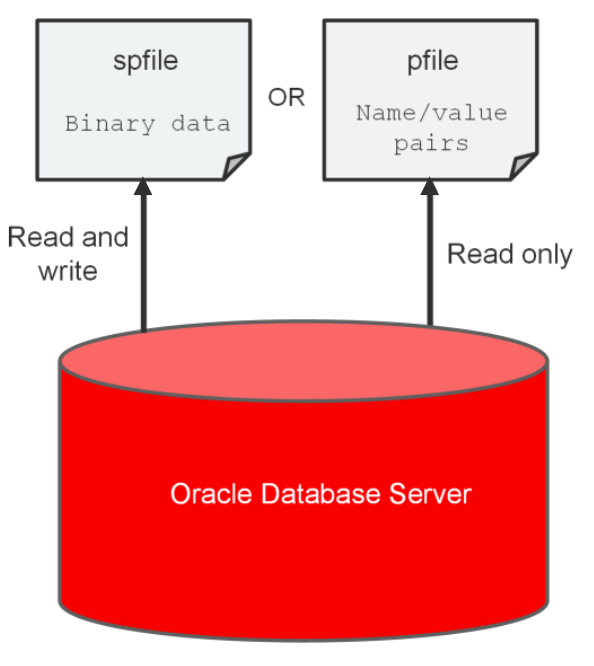 spfile
Binary data
OR
pfile
Name/value
pairs
Read and
write
Read only
Oracle Database Server